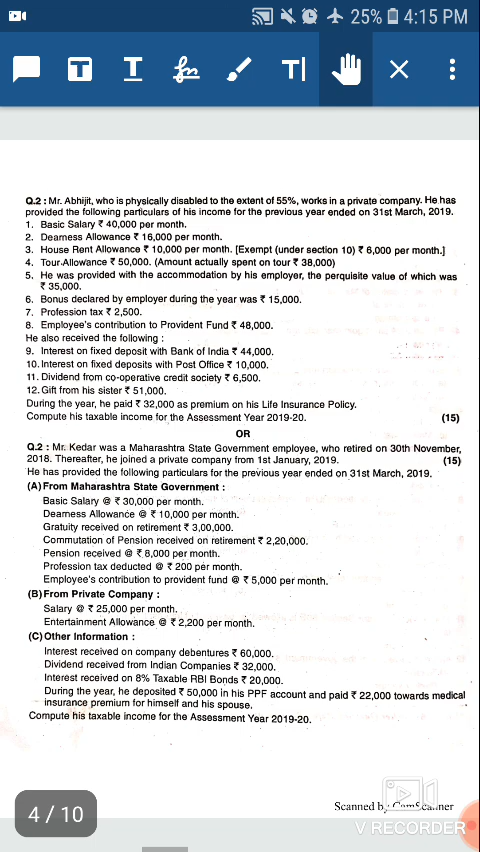 25% 4:15 PM
T T T|
Q.2 : Mr. Abhijit, who is physically disabled to the extent of 55%, works in a private company. He has
provided the following particulars of his income for the previous year ended on 31st March, 2019.
1. Basic Salary ₹ 40,000 per month.
2. Dearness Allowance ₹ 16,000 per month.
3. House Rent Allowance ₹ 10,000 per month. [Exempt (under section 10) ₹ 6,000 per month.]
4. Tour Allowance ₹ 50,000. (Amount actually spent on tour ₹ 38,000)
5. He was provided with the accommodation by his employer, the perquisite value of which was
₹ 35,000.
6. Bonus declared by employer during the year was ₹ 15,000.
7. Profession tax ₹ 2,500.
8. Employee's contribution to Provident Fund ₹ 48,000.
He also received the following :
9. Interest on fixed deposit with Bank of India ₹ 44,000.
10. Interest on fixed deposits with Post Office ₹ 10,000.
11. Dividend from co-operative credit society ₹ 6,500.
12. Gift from his sister ₹ 51,000.
During the year, he paid ₹ 32,000 as premium on his Life Insurance Policy.
Compute his taxable income for the Assessment Year 2019-20. (15)
OR
Q.2 : Mr. Kedar was a Maharashtra State Government employee, who retired on 30th November,
2018. Thereafter, he joined a private company from 1st January, 2019. (15)
He has provided the following particulars for the previous year ended on 31st March, 2019.
(A) From Maharashtra State Government :
Basic Salary @ ₹ 30,000 per month.
Dearness Allowance @ ₹ 10,000 per month.
Gratuity received on retirement ₹ 3,00,000.
Commutation of Pension received on retirement ₹ 2,20,000.
Pension received @ ₹ 8,000 per month.
Profession tax deducted @ ₹ 200 per month.
Employee's contribution to provident fund @ ₹ 5,000 per month.
(B) From Private Company :
Salary @ ₹ 25,000 per month.
Entertainment Allowance @ ₹ 2,200 per month.
(C) Other Information :
Interest received on company debentures ₹ 60,000.
Dividend received from Indian Companies ₹ 32,000.
Interest received on 8% Taxable RBI Bonds ₹ 20,000.
During the year, he deposited ₹ 50,000 in his PPF account and paid ₹ 22,000 towards medical
insurance premium for himself and his spouse.
Compute his taxable income for the Assessment Year 2019-20.
4 / 10
Scanned by CamScanner
V RECORDER